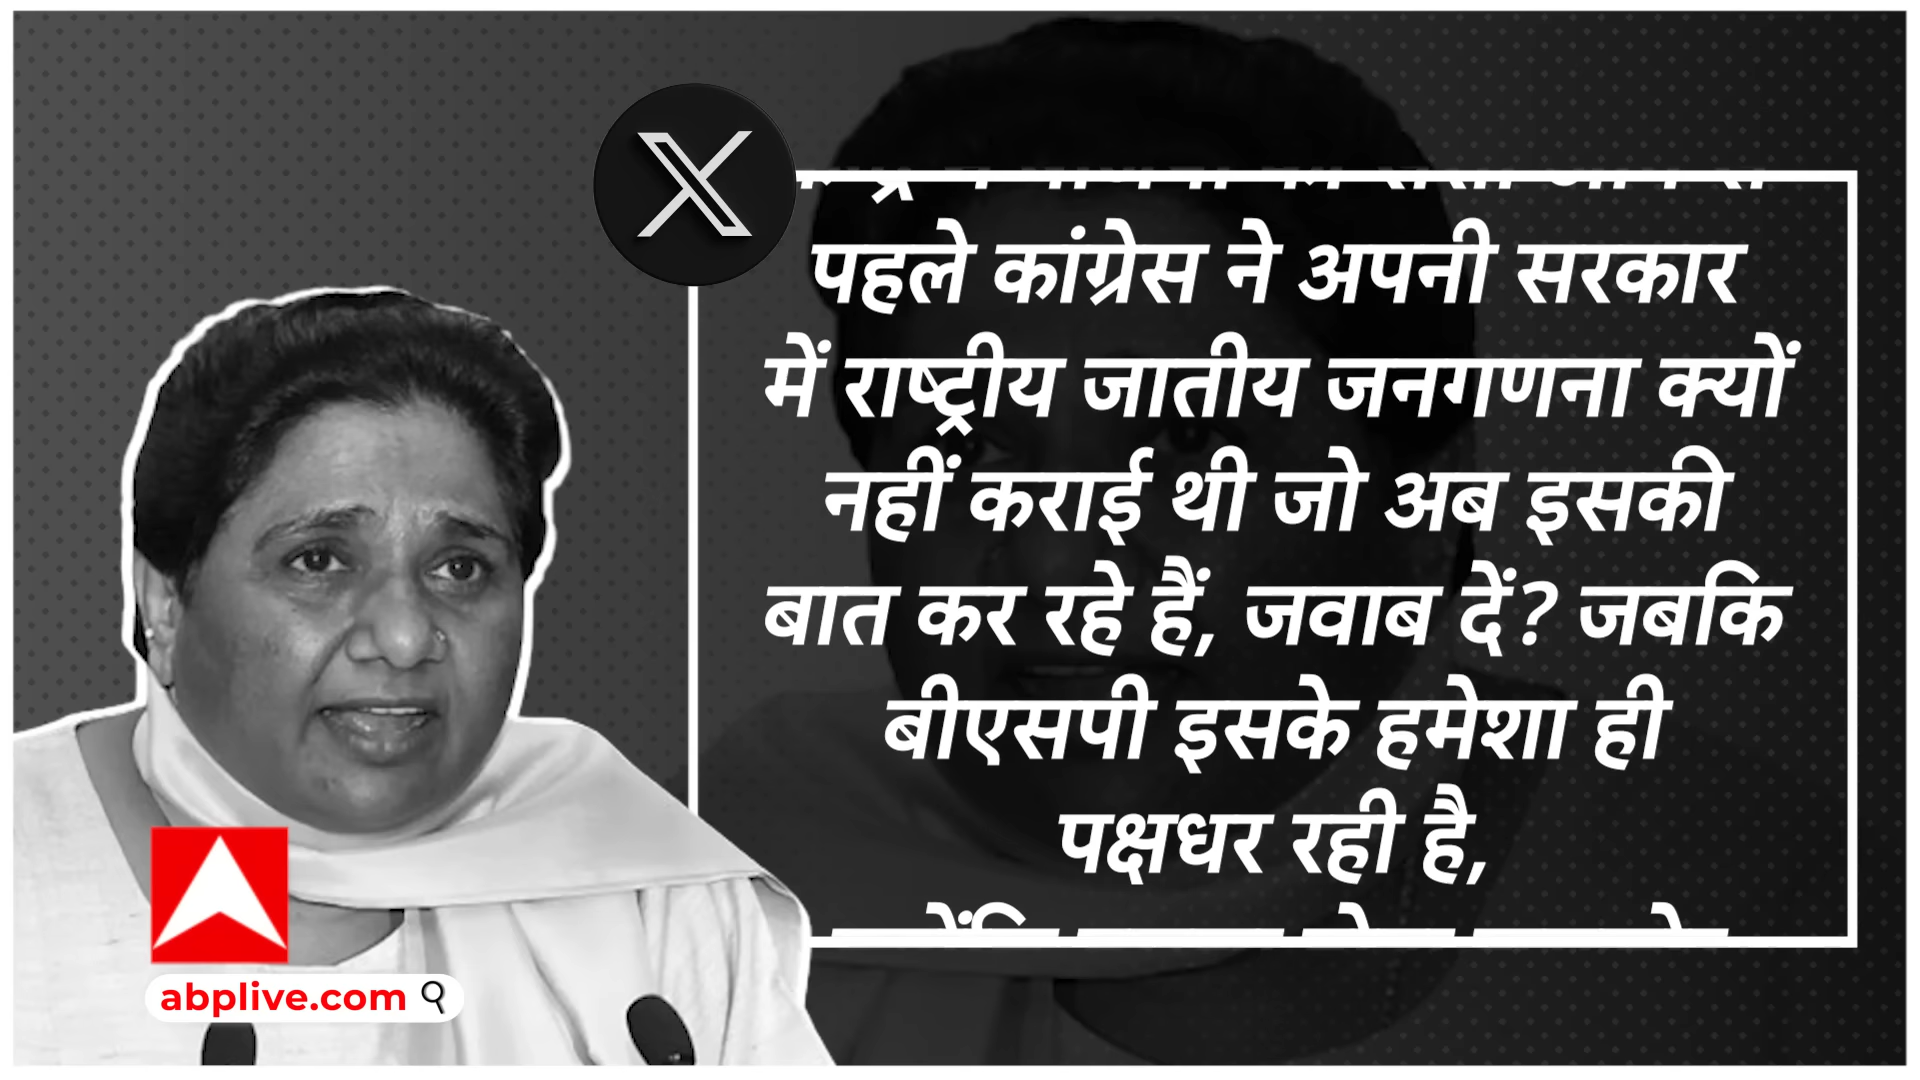 पहले कांग्रेस ने अपनी सरकार
में राष्ट्रीय जातीय जनगणना क्यों
नहीं कराई थी जो अब इसकी
बात कर रहे हैं, जवाब दें? जबकि
बीएसपी इसके हमेशा ही
पक्षधर रही है,
abplive.com